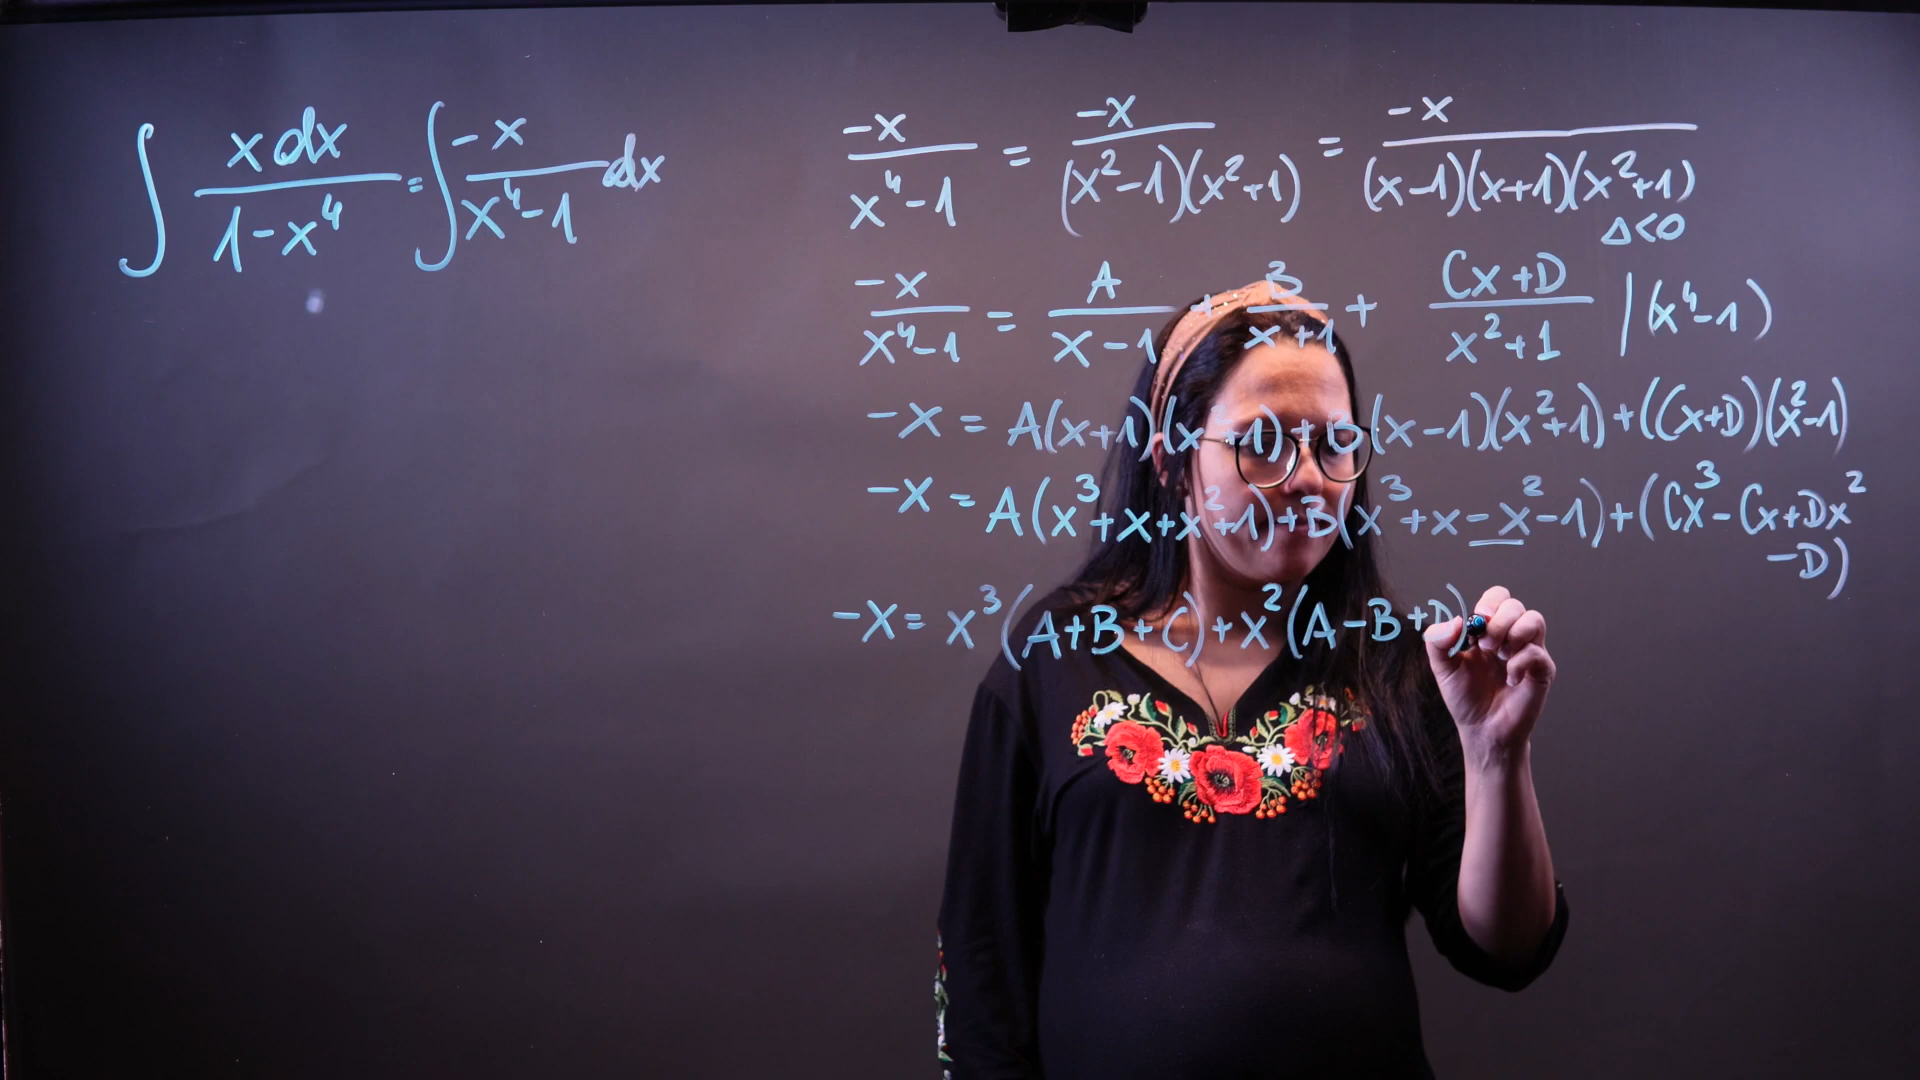 ∫ x dx / (1-x⁴) = ∫ -x / (x⁴-1) dx
-x / (x⁴-1) = -x / ((x²-1)(x²+1)) = -x / ((x-1)(x+1)(x²+1))
Δ<0
-x / (x⁴-1) = A / (x-1) + B / (x+1) + (Cx+D) / (x²+1) |(x⁴-1)
-x = A(x+1)(x²+1)+B(x-1)(x²+1)+(Cx+D)(x²-1)
-x = A(x³+x+x²+1)+B(x³+x-x²-1)+(Cx³-Cx+Dx²
-D)
-x = x³(A+B+C)+x²(A-B+D)